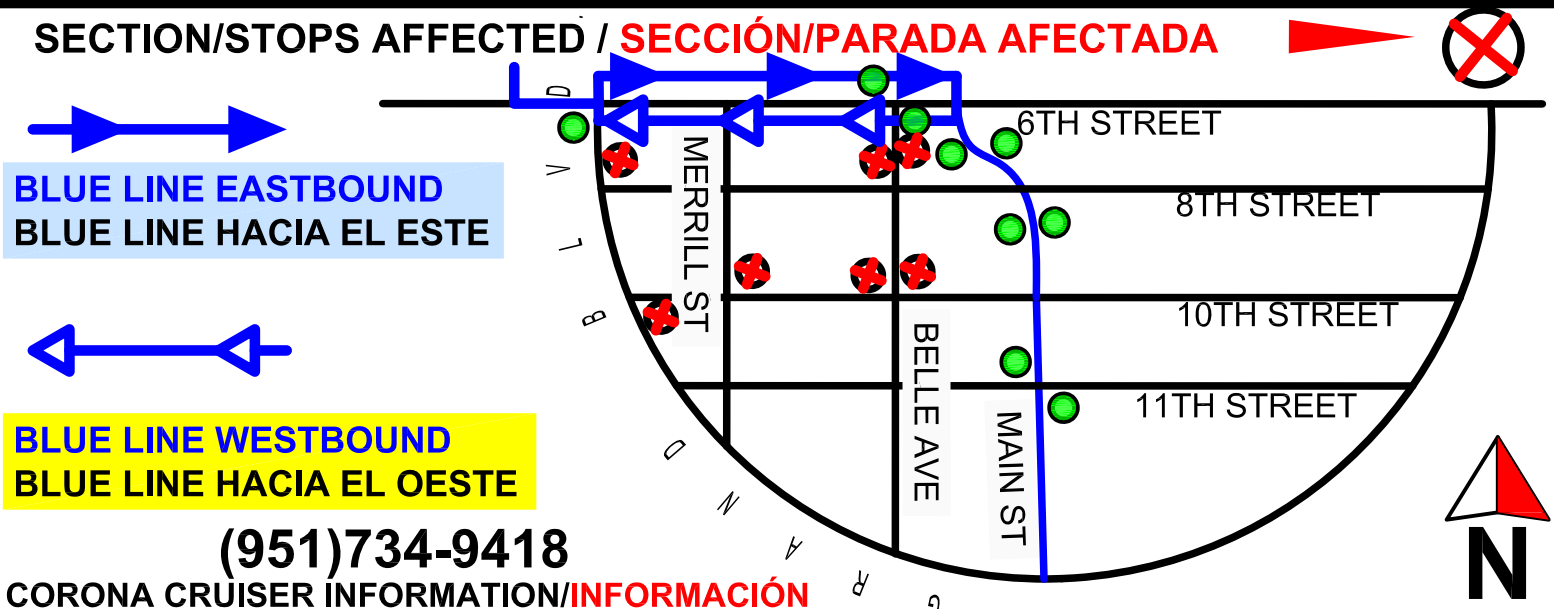 SECTION/STOPS AFFECTED / SECCIÓN/PARADA AFECTADA
6TH STREET
BLUE LINE EASTBOUND
BLUE LINE HACIA EL ESTE
MERRILL ST
8TH STREET
10TH STREET
BELLE AVE
MAIN ST
11TH STREET
BLUE LINE WESTBOUND
BLUE LINE HACIA EL OESTE
GRAND BLVD
(951)734-9418
CORONA CRUISER INFORMATION/INFORMACIÓN
N